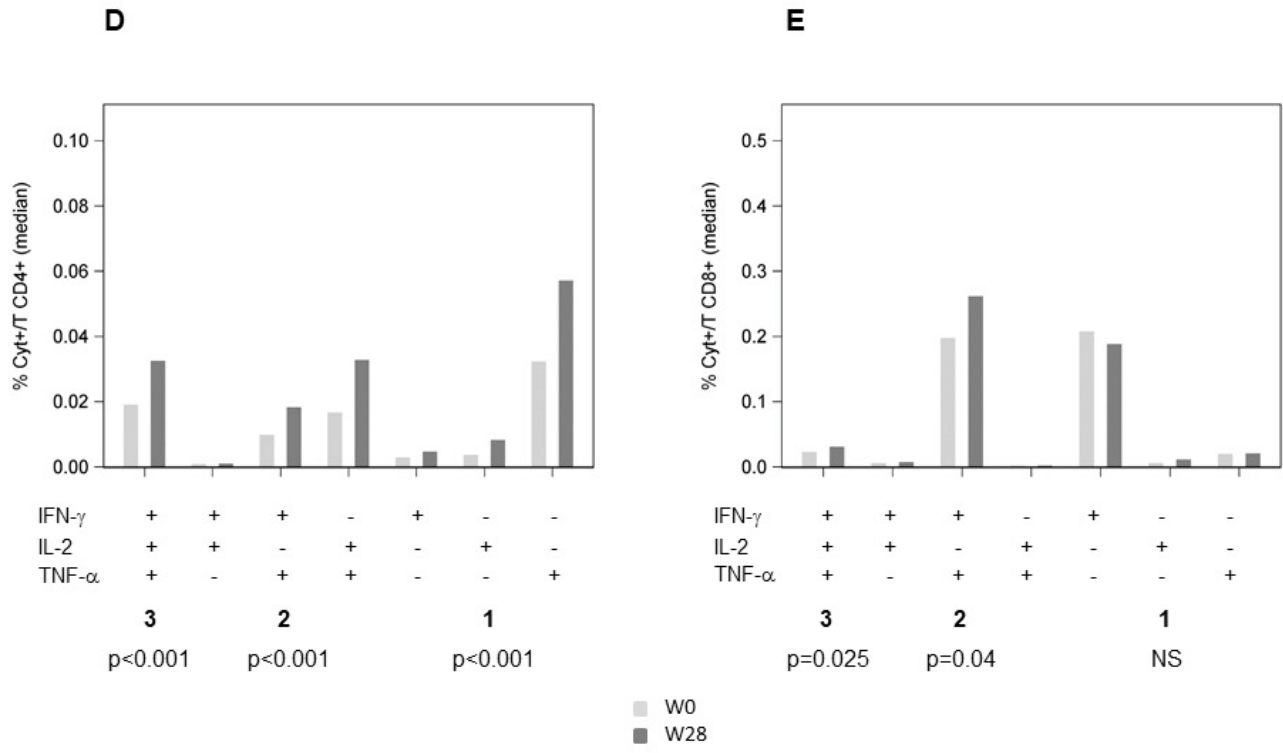 D
% Cyt+/T CD4+ (median)
0.10
0.08
0.06
0.04
0.02
0.00
IFN-γ + + + - + - -
IL-2 + + - + - + -
TNF-α + - + + - - +
3 2 1
p<0.001 p<0.001 p<0.001
E
% Cyt+/T CD8+ (median)
0.5
0.4
0.3
0.2
0.1
0.0
IFN-γ + + + - + - -
IL-2 + + - + - + -
TNF-α + - + + - - +
3 2 1
p=0.025 p=0.04 NS
W0
W28